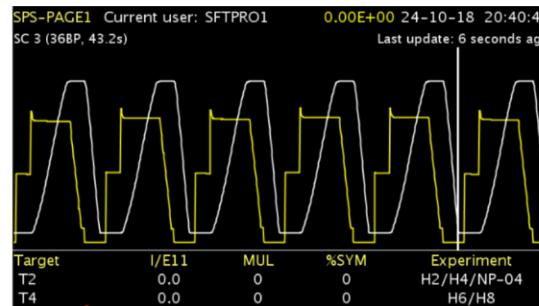 SPS-PAGE1 Current user: SFTPRO1 0.00E+00 24-10-18 20:40:4
SC 3 (36BP, 43.2s) Last update: 6 seconds ag
Target I/E11 MUL %SYM Experiment
T2 0.0 0 0 H2/H4/NP-04
T4 0.0 0 0 H6/H8